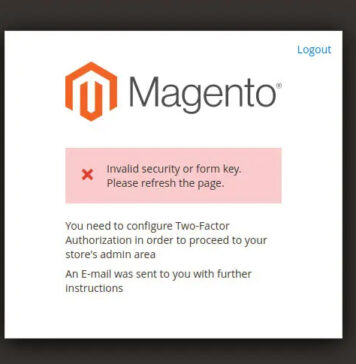 Logout
Magento®
Invalid security or form key.
Please refresh the page.
You need to configure Two-Factor
Authorization in order to proceed to your
store's admin area
An E-mail was sent to you with further
instructions